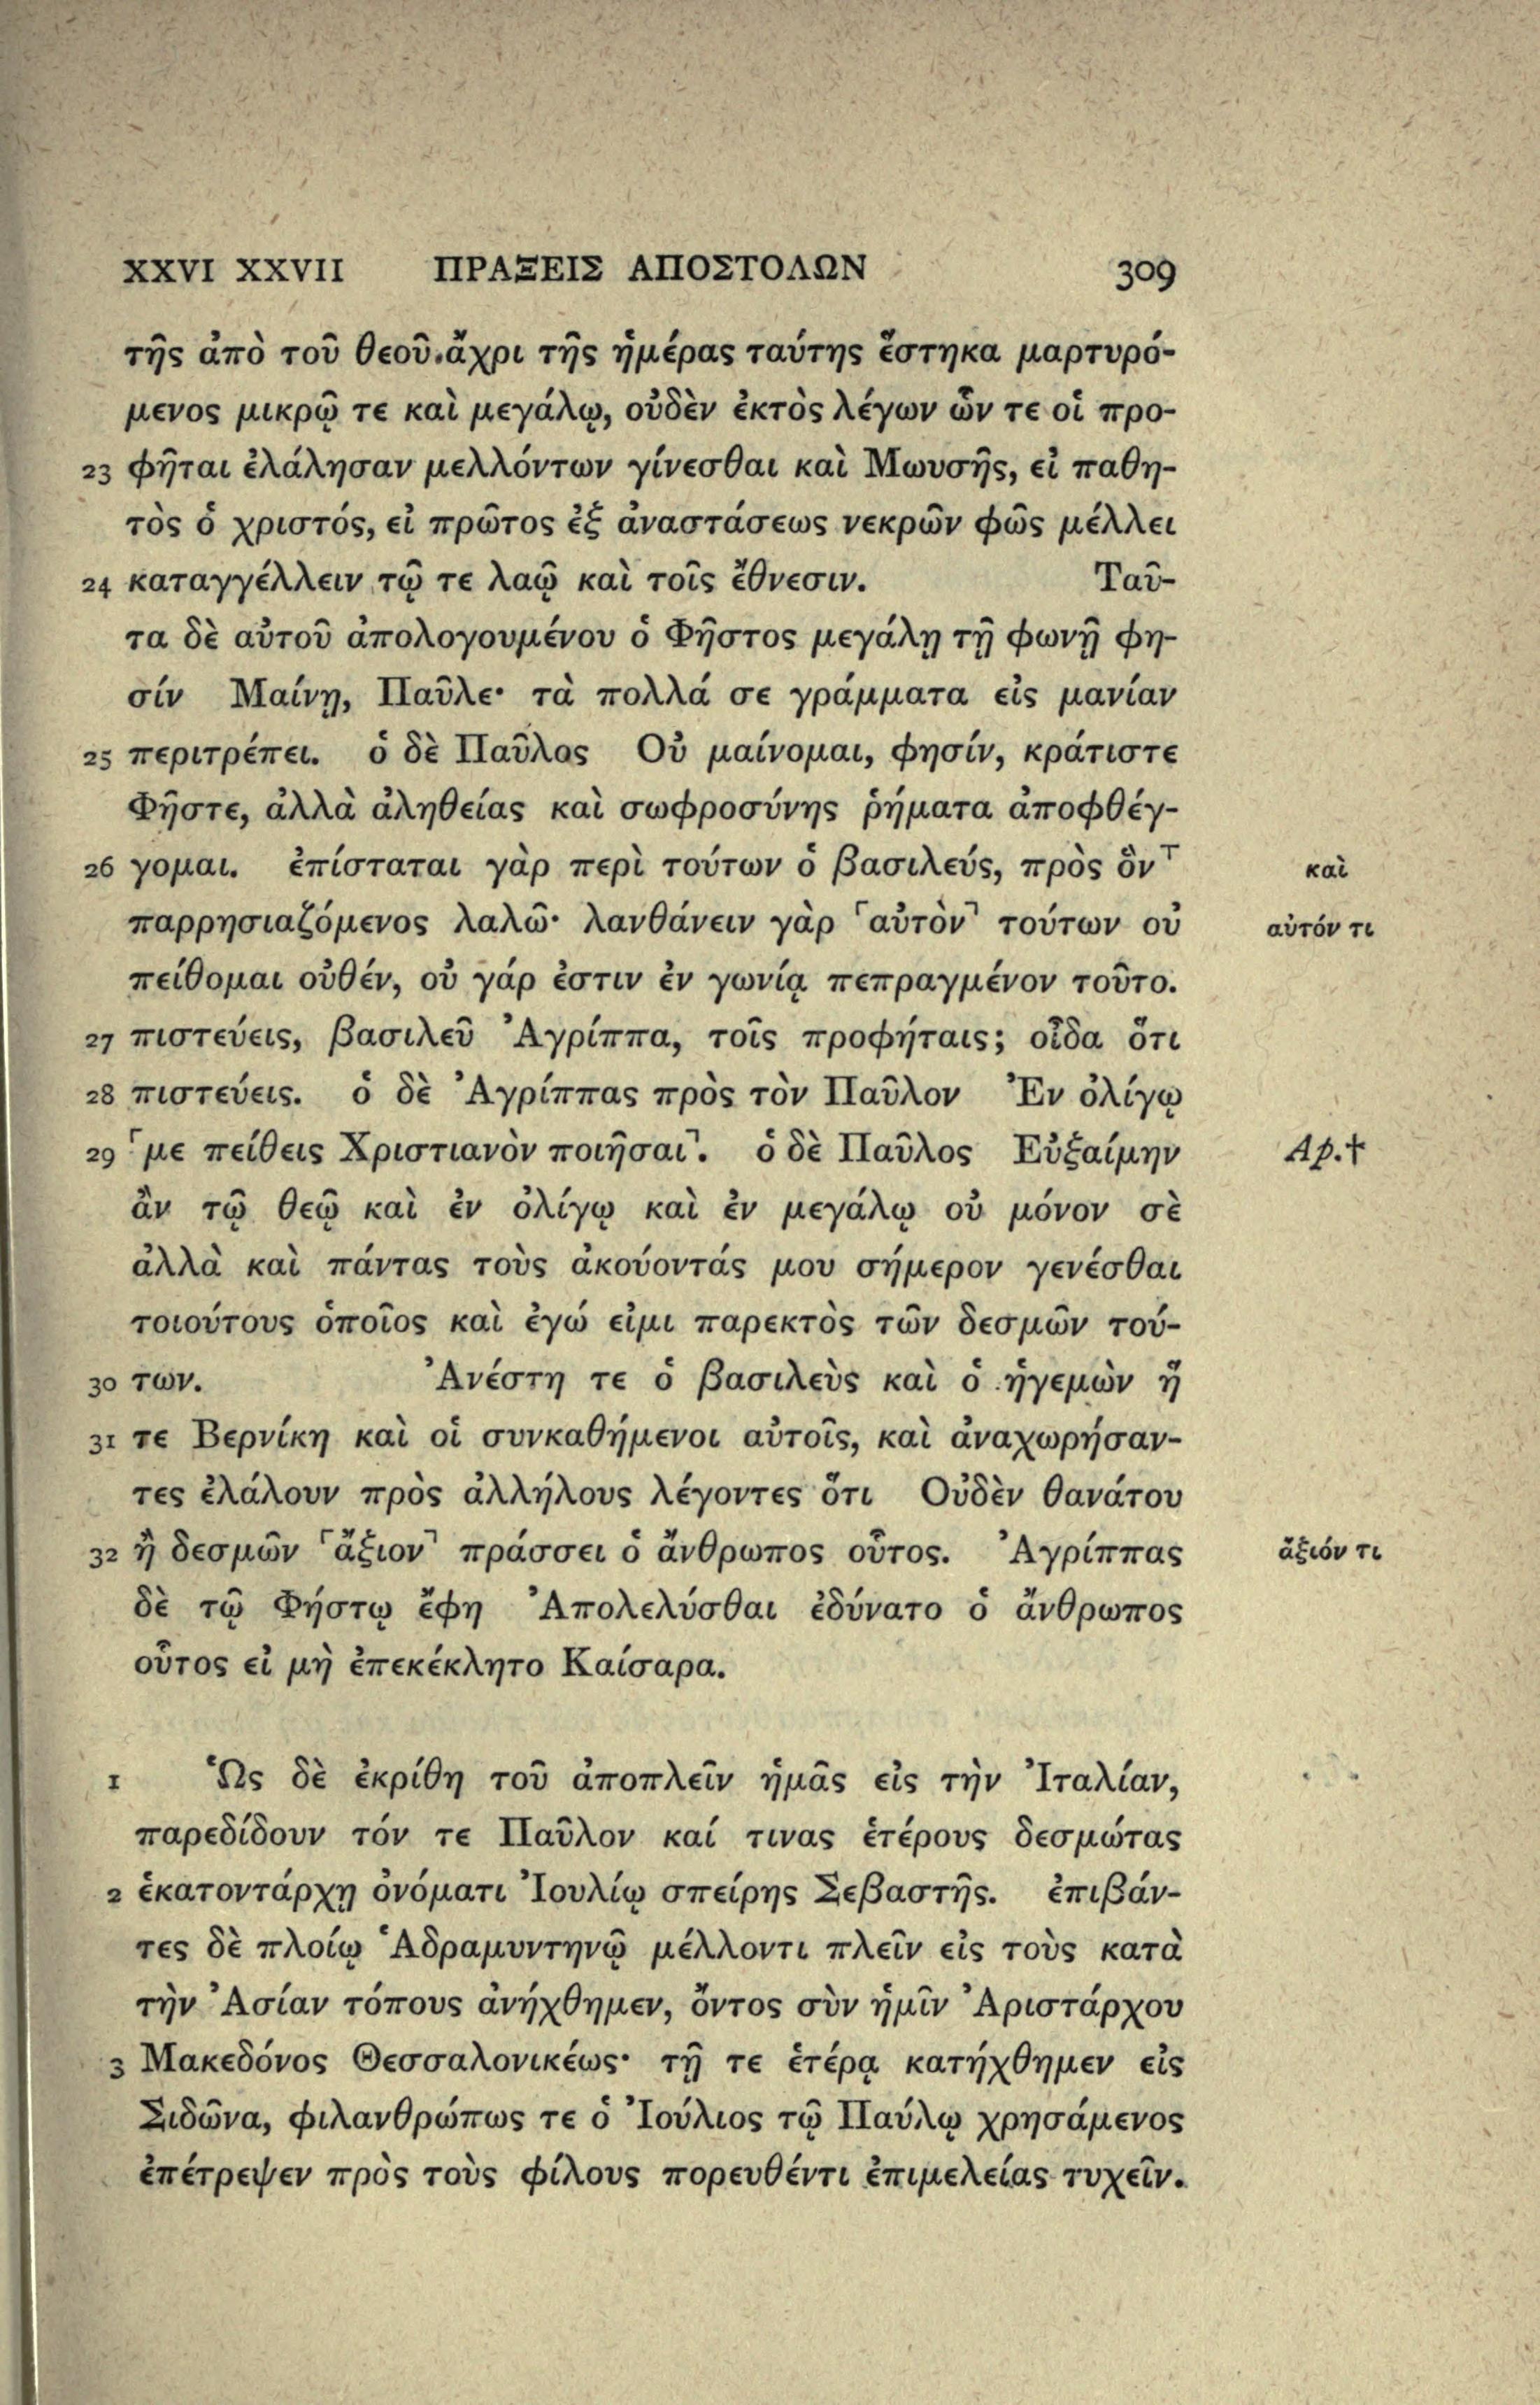 XXVI XXVII ΠΡΑΞΕΙΣ ΑΠΟΣΤΟΛΩΝ 309
τῆς ἀπὸ τοῦ θεοῦ ἄχρι τῆς ἡμέρας ταύτης ἕστηκα μαρτυρό-
μενος μικρῷ τε καὶ μεγάλῳ, οὐδὲν ἐκτὸς λέγων ὧν τε οἱ προ-
23 φῆται ἐλάλησαν μελλόντων γίνεσθαι καὶ Μωυσῆς, εἰ παθη-
τὸς ὁ χριστός, εἰ πρῶτος ἐξ ἀναστάσεως νεκρῶν φῶς μέλλει
24 καταγγέλλειν τῷ τε λαῷ καὶ τοῖς ἔθνεσιν. Ταῦ-
τα δὲ αὐτοῦ ἀπολογουμένου ὁ Φῆστος μεγάλῃ τῇ φωνῇ φη-
σίν Μαίνῃ, Παῦλε· τὰ πολλά σε γράμματα εἰς μανίαν
25 περιτρέπει. ὁ δὲ Παῦλος Οὐ μαίνομαι, φησίν, κράτιστε
Φῆστε, ἀλλὰ ἀληθείας καὶ σωφροσύνης ῥήματα ἀποφθέγ-
26 γομαι. ἐπίσταται γὰρ περὶ τούτων ὁ βασιλεύς, πρὸς ὃν⸆ καὶ
παρρησιαζόμενος λαλῶ· λανθάνειν γὰρ ⸂αὐτὸν⸃ τούτων οὐ αὐτόν τι
πείθομαι οὐθέν, οὐ γάρ ἐστιν ἐν γωνίᾳ πεπραγμένον τοῦτο.
27 πιστεύεις, βασιλεῦ Ἀγρίππα, τοῖς προφήταις; οἶδα ὅτι
28 πιστεύεις. ὁ δὲ Ἀγρίππας πρὸς τὸν Παῦλον Ἐν ὀλίγῳ
29 ⸂με πείθεις Χριστιανὸν ποιῆσαι⸃. ὁ δὲ Παῦλος Εὐξαίμην Ap.†
ἂν τῷ θεῷ καὶ ἐν ὀλίγῳ καὶ ἐν μεγάλῳ οὐ μόνον σὲ
ἀλλὰ καὶ πάντας τοὺς ἀκούοντάς μου σήμερον γενέσθαι
τοιούτους ὁποῖος καὶ ἐγώ εἰμι παρεκτὸς τῶν δεσμῶν τού-
30 των. Ἀνέστη τε ὁ βασιλεὺς καὶ ὁ ἡγεμὼν ἥ
31 τε Βερνίκη καὶ οἱ συνκαθήμενοι αὐτοῖς, καὶ ἀναχωρήσαν-
τες ἐλάλουν πρὸς ἀλλήλους λέγοντες ὅτι Οὐδὲν θανάτου
32 ἢ δεσμῶν ⸂ἄξιον⸃ πράσσει ὁ ἄνθρωπος οὗτος. Ἀγρίππας ἄξιόν τι
δὲ τῷ Φήστῳ ἔφη Ἀπολελύσθαι ἐδύνατο ὁ ἄνθρωπος
οὗτος εἰ μὴ ἐπεκέκλητο Καίσαρα.
1 Ὡς δὲ ἐκρίθη τοῦ ἀποπλεῖν ἡμᾶς εἰς τὴν Ἰταλίαν,
παρεδίδουν τόν τε Παῦλον καί τινας ἑτέρους δεσμώτας
2 ἑκατοντάρχῃ ὀνόματι Ἰουλίῳ σπείρης Σεβαστῆς. ἐπιβάν-
τες δὲ πλοίῳ Ἁδραμυντηνῷ μέλλοντι πλεῖν εἰς τοὺς κατὰ
τὴν Ἀσίαν τόπους ἀνήχθημεν, ὄντος σὺν ἡμῖν Ἀριστάρχου
3 Μακεδόνος Θεσσαλονικέως· τῇ τε ἑτέρᾳ κατήχθημεν εἰς
Σιδῶνα, φιλανθρώπως τε ὁ Ἰούλιος τῷ Παύλῳ χρησάμενος
ἐπέτρεψεν πρὸς τοὺς φίλους πορευθέντι ἐπιμελείας τυχεῖν.